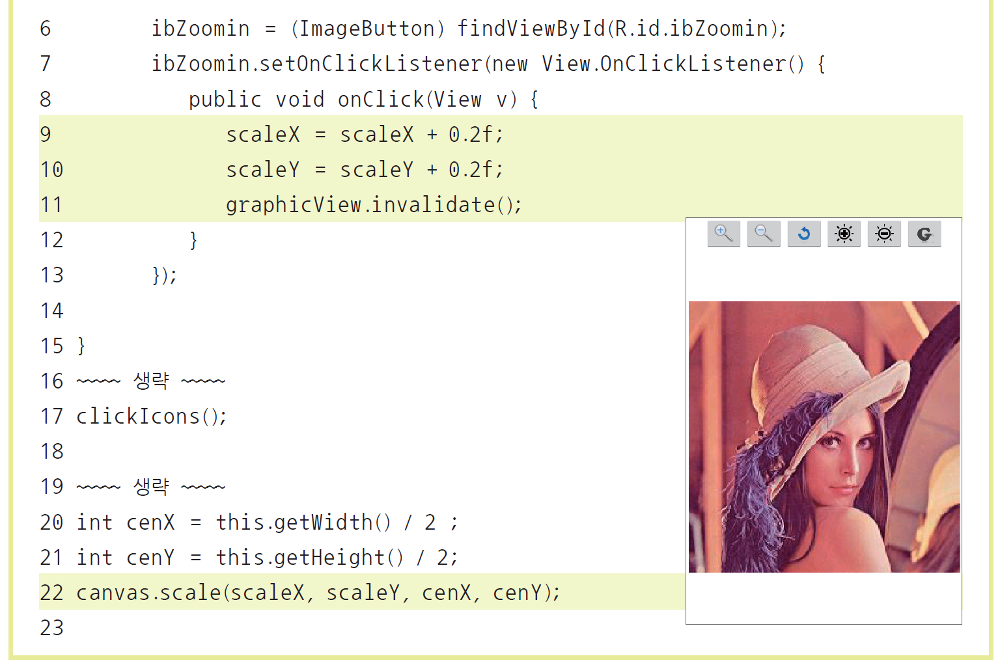 6 ibZoomin = (ImageButton) findViewById(R.id.ibZoomin);
7 ibZoomin.setOnClickListener(new View.OnClickListener() {
8 public void onClick(View v) {
9 scaleX = scaleX + 0.2f;
10 scaleY = scaleY + 0.2f;
11 graphicView.invalidate();
12 }
13 });
14
15 }
16 ~~~~~ 생략 ~~~~~
17 clickIcons();
18
19 ~~~~~ 생략 ~~~~~
20 int cenX = this.getWidth() / 2 ;
21 int cenY = this.getHeight() / 2;
22 canvas.scale(scaleX, scaleY, cenX, cenY);
23
G